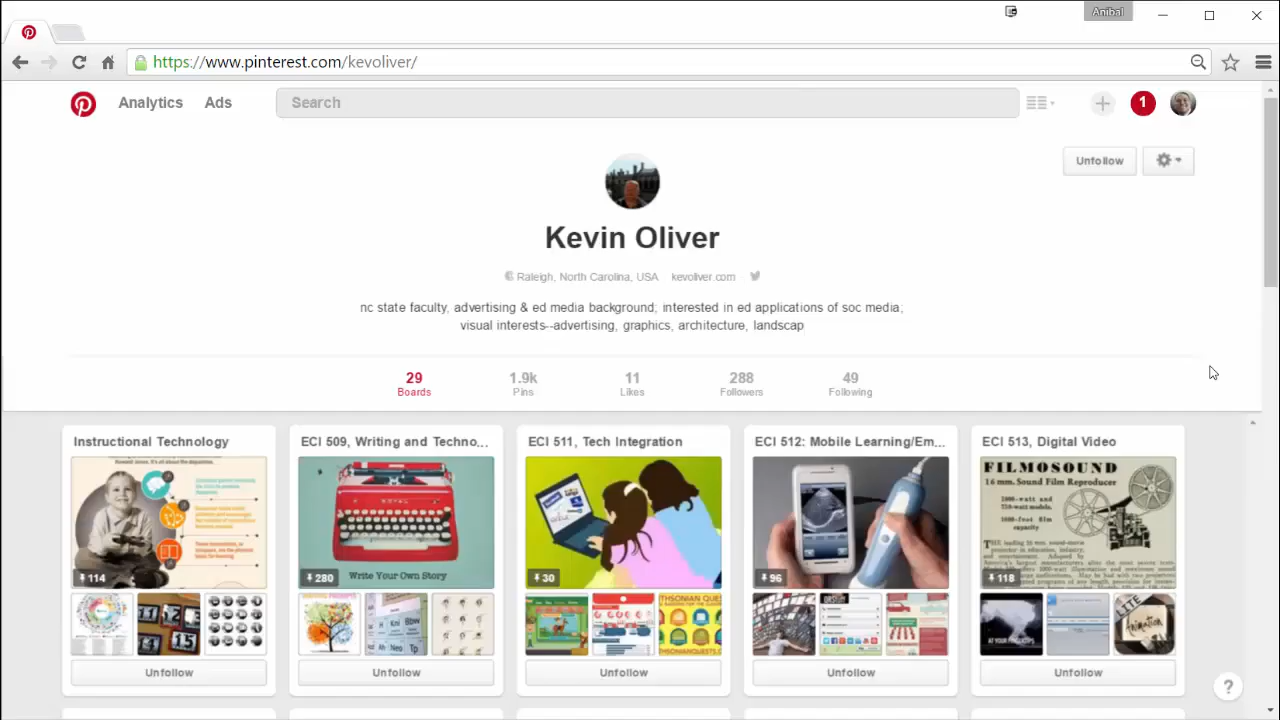 Anibal
https://www.pinterest.com/kevoliver/
Analytics Ads Search 1
Unfollow
Kevin Oliver
Raleigh, North Carolina, USA kevoliver.com
nc state faculty, advertising & ed media background; interested in ed applications of soc media;
visual interests--advertising, graphics, architecture, landscap
29 1.9k 11 288 49
Boards Pins Likes Followers Following
Instructional Technology
114
Unfollow
ECI 509, Writing and Techno...
Write Your Own Story
280
Unfollow
ECI 511, Tech Integration
30
Unfollow
ECI 512: Mobile Learning/Em...
96
Unfollow
ECI 513, Digital Video
FILMOSOUND
16 mm. Sound Film Reproducer
118
AT YOUR FINGERTIPS
LITE
Unfollow
?